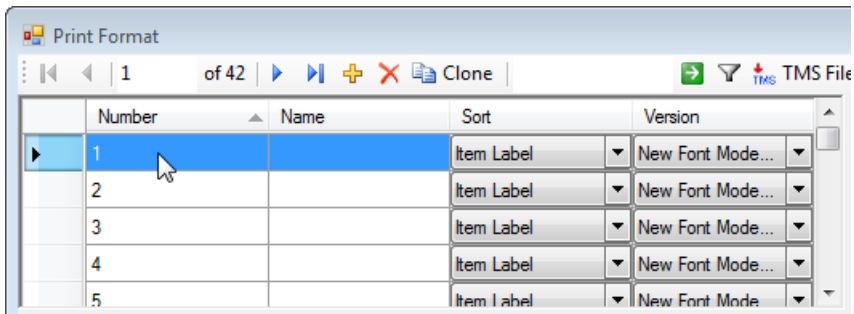 Print Format
1 of 42 Clone TMS TMS File
Number Name Sort Version
1 Item Label New Font Mode...
2 Item Label New Font Mode...
3 Item Label New Font Mode...
4 Item Label New Font Mode...
5 Item Label New Font Mode